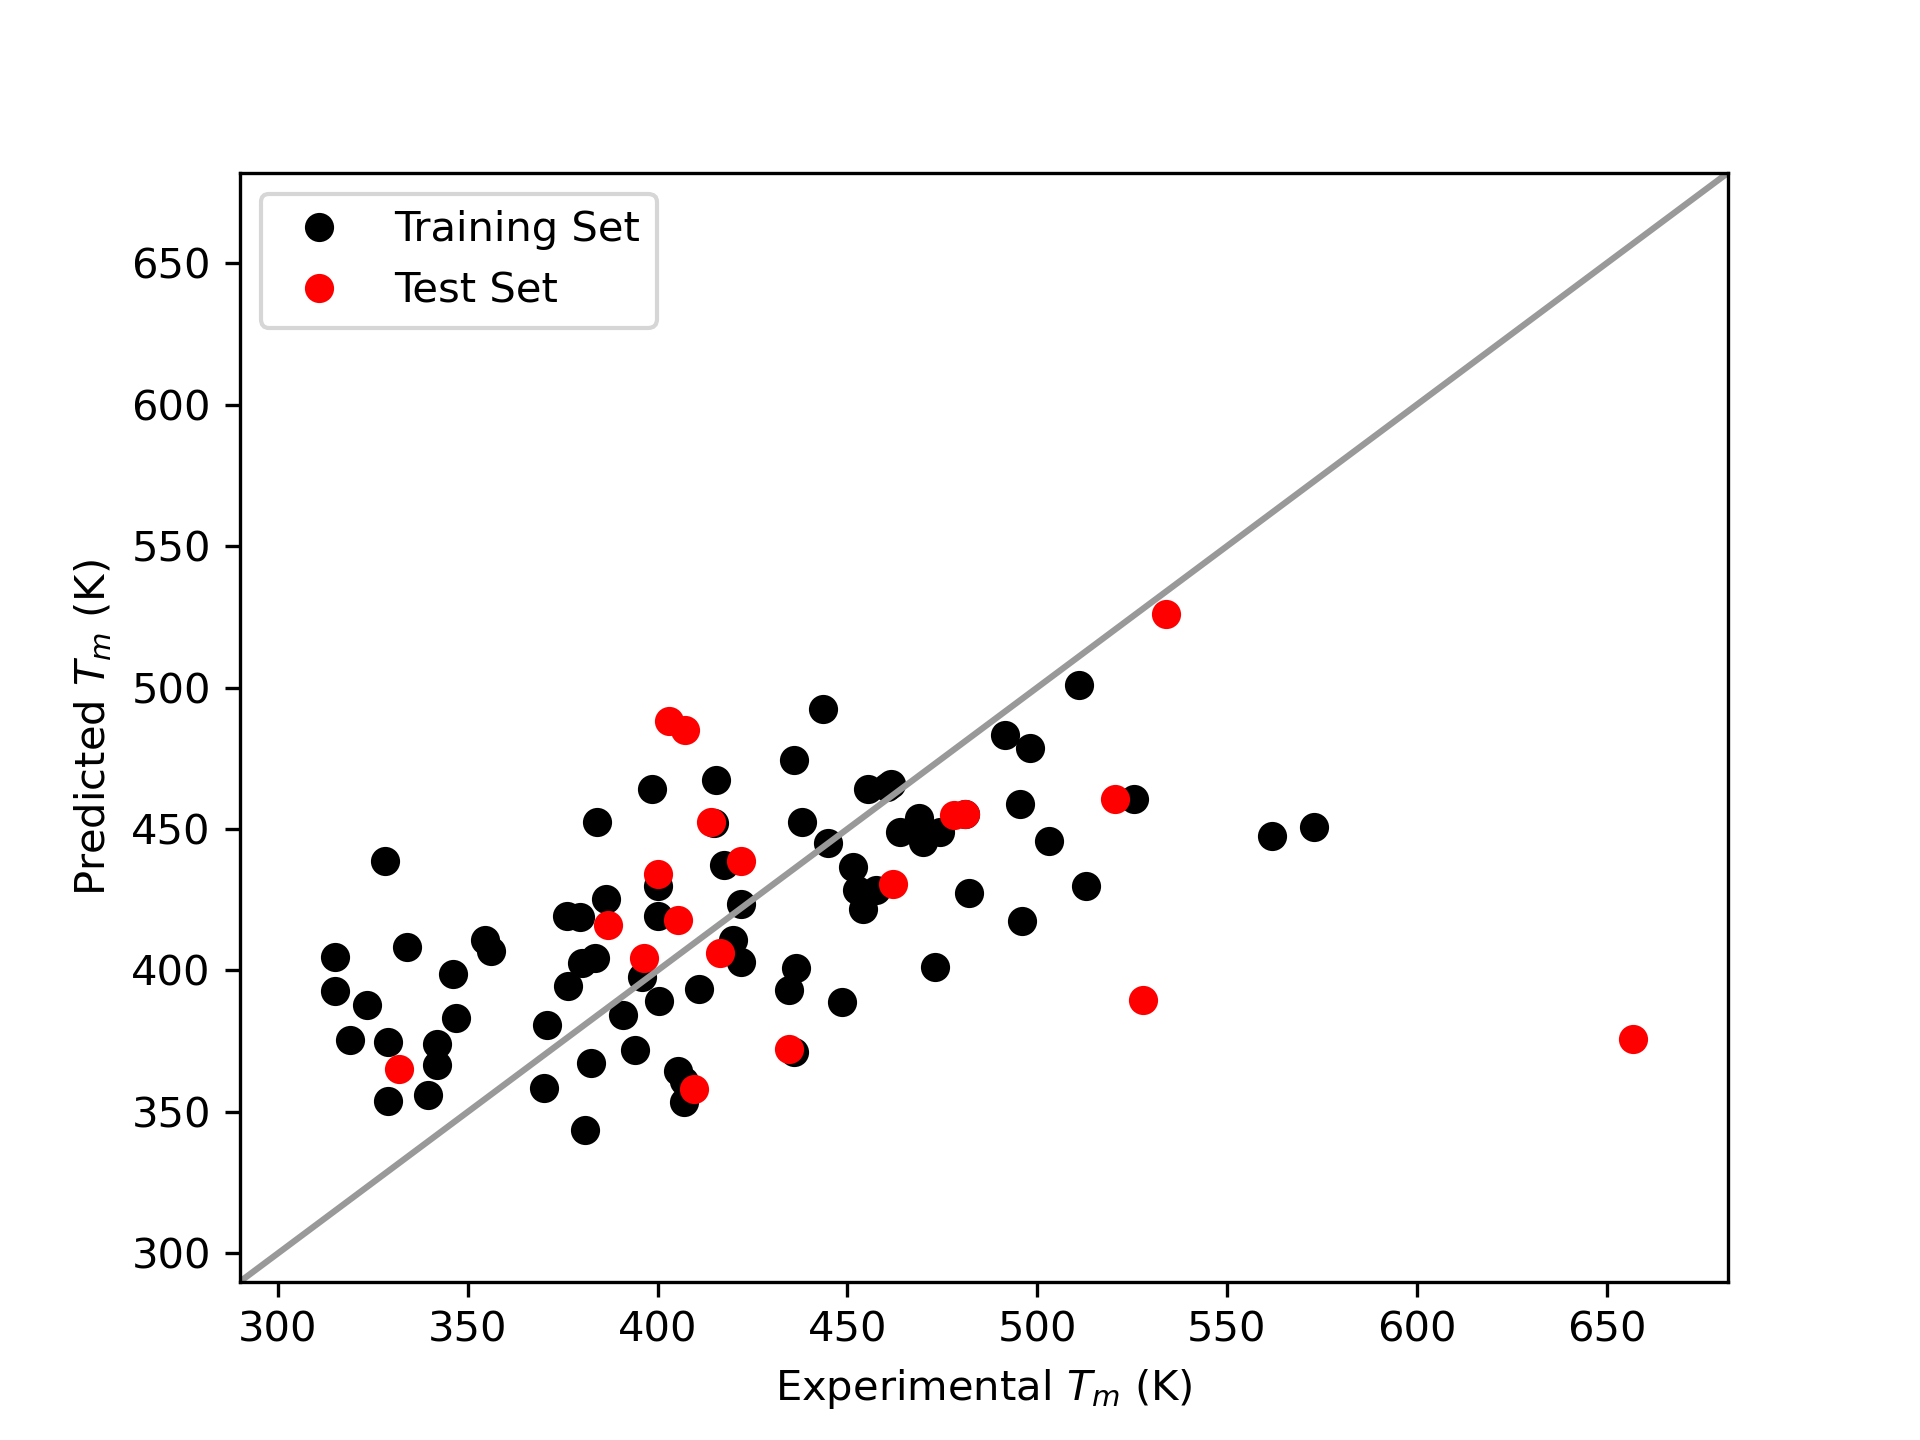 Training Set
Test Set
650
600
550
500
450
400
350
300
Predicted T_m (K)
300 350 400 450 500 550 600 650
Experimental T_m (K)